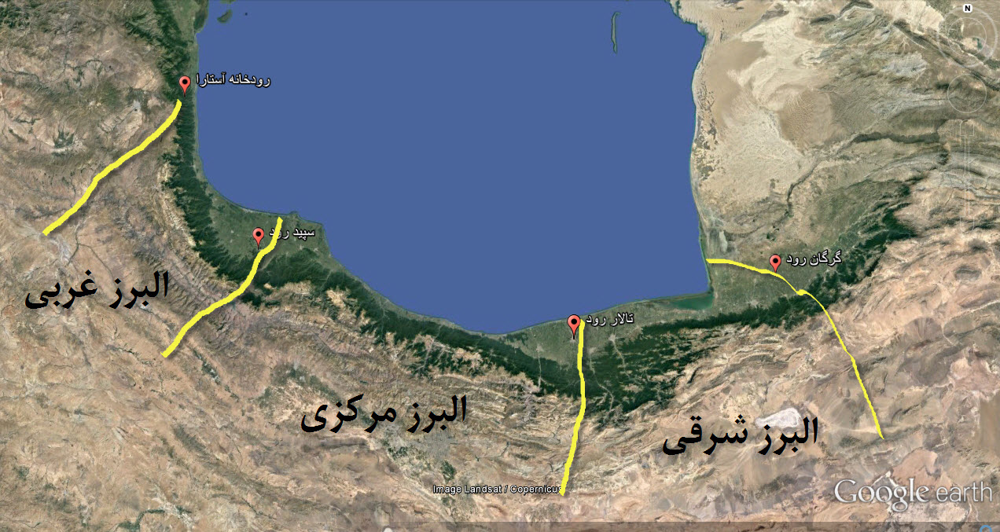 N
رودخانه آستارا
سپید رود
گرگان رود
البرز غربی
تالار رود
البرز مرکزی
البرز شرقی
Image Landsat / Copernicus
Google earth